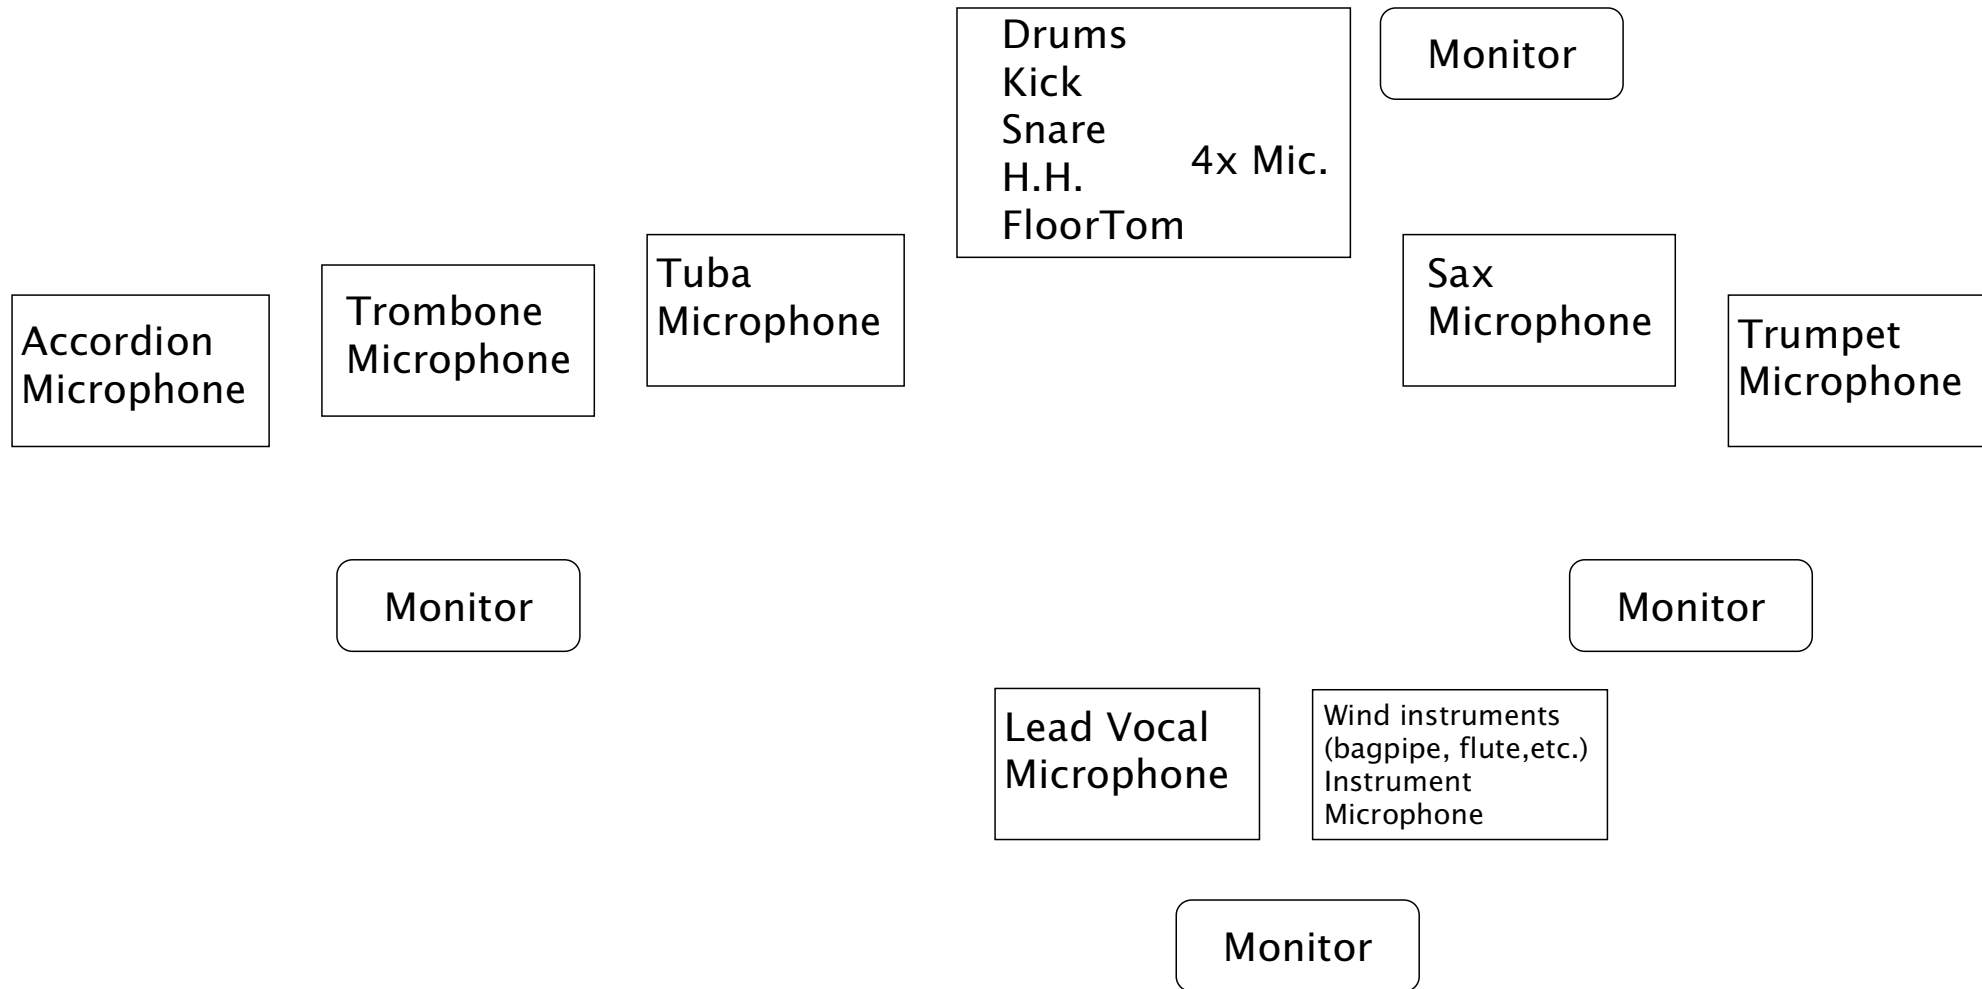 Drums
Kick
Snare
H.H.
FloorTom
4x Mic.
Monitor
Accordion
Microphone
Trombone
Microphone
Tuba
Microphone
Sax
Microphone
Trumpet
Microphone
Monitor
Monitor
Lead Vocal
Microphone
Wind instruments
(bagpipe, flute,etc.)
Instrument
Microphone
Monitor